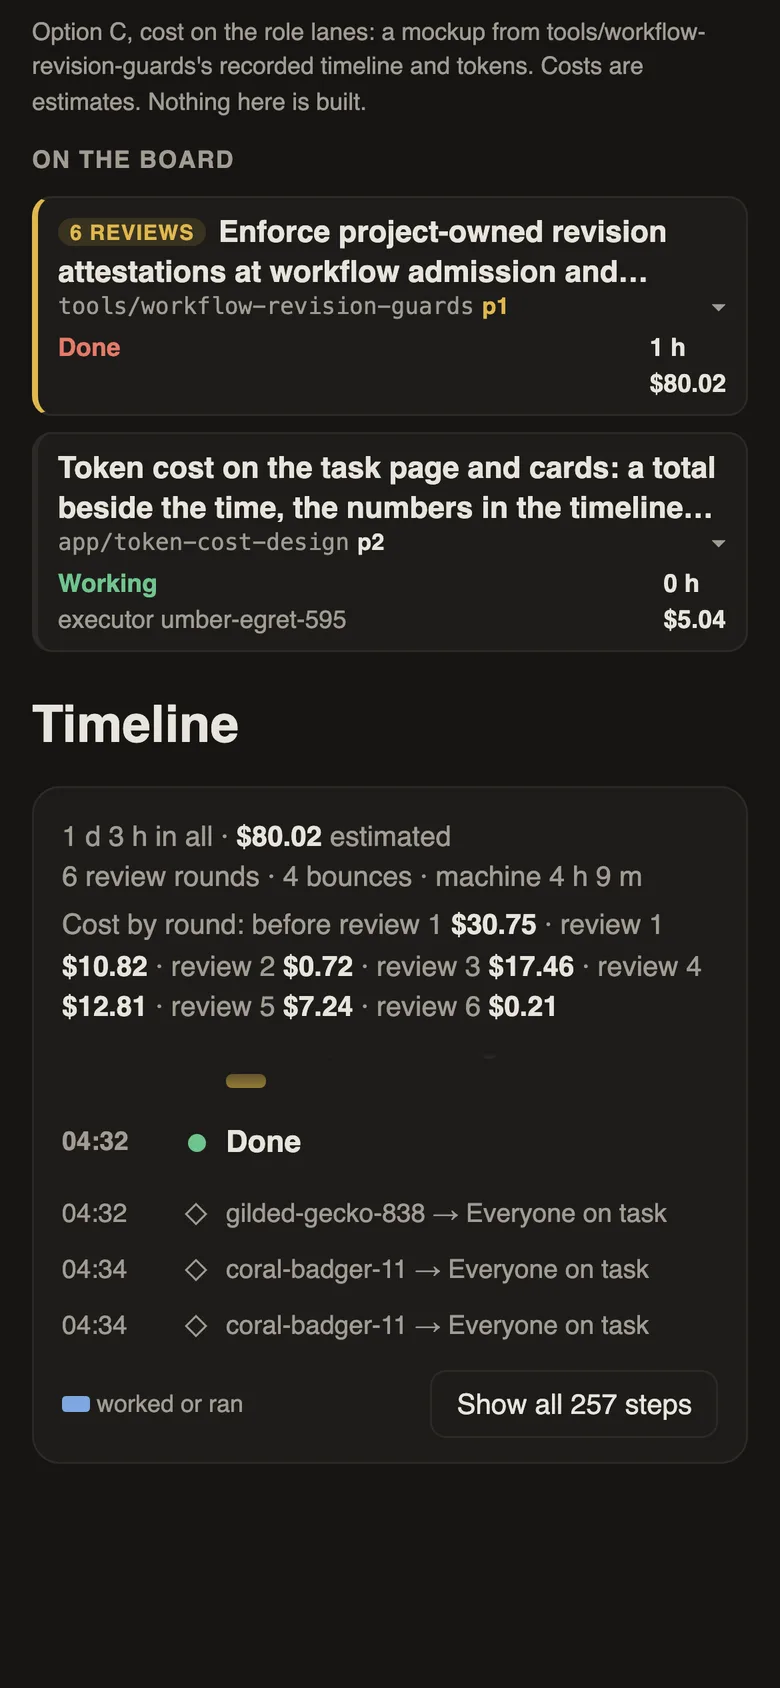 Option C, cost on the role lanes: a mockup from tools/workflow-
revision-guards's recorded timeline and tokens. Costs are
estimates. Nothing here is built.
ON THE BOARD
6 REVIEWS Enforce project-owned revision
attestations at workflow admission and…
tools/workflow-revision-guards p1
Done 1 h
$80.02
Token cost on the task page and cards: a total
beside the time, the numbers in the timeline…
app/token-cost-design p2
Working 0 h
executor umber-egret-595 $5.04
Timeline
1 d 3 h in all · $80.02 estimated
6 review rounds · 4 bounces · machine 4 h 9 m
Cost by round: before review 1 $30.75 · review 1
$10.82 · review 2 $0.72 · review 3 $17.46 · review 4
$12.81 · review 5 $7.24 · review 6 $0.21
04:32 Done
04:32 gilded-gecko-838 → Everyone on task
04:34 coral-badger-11 → Everyone on task
04:34 coral-badger-11 → Everyone on task
worked or ran Show all 257 steps